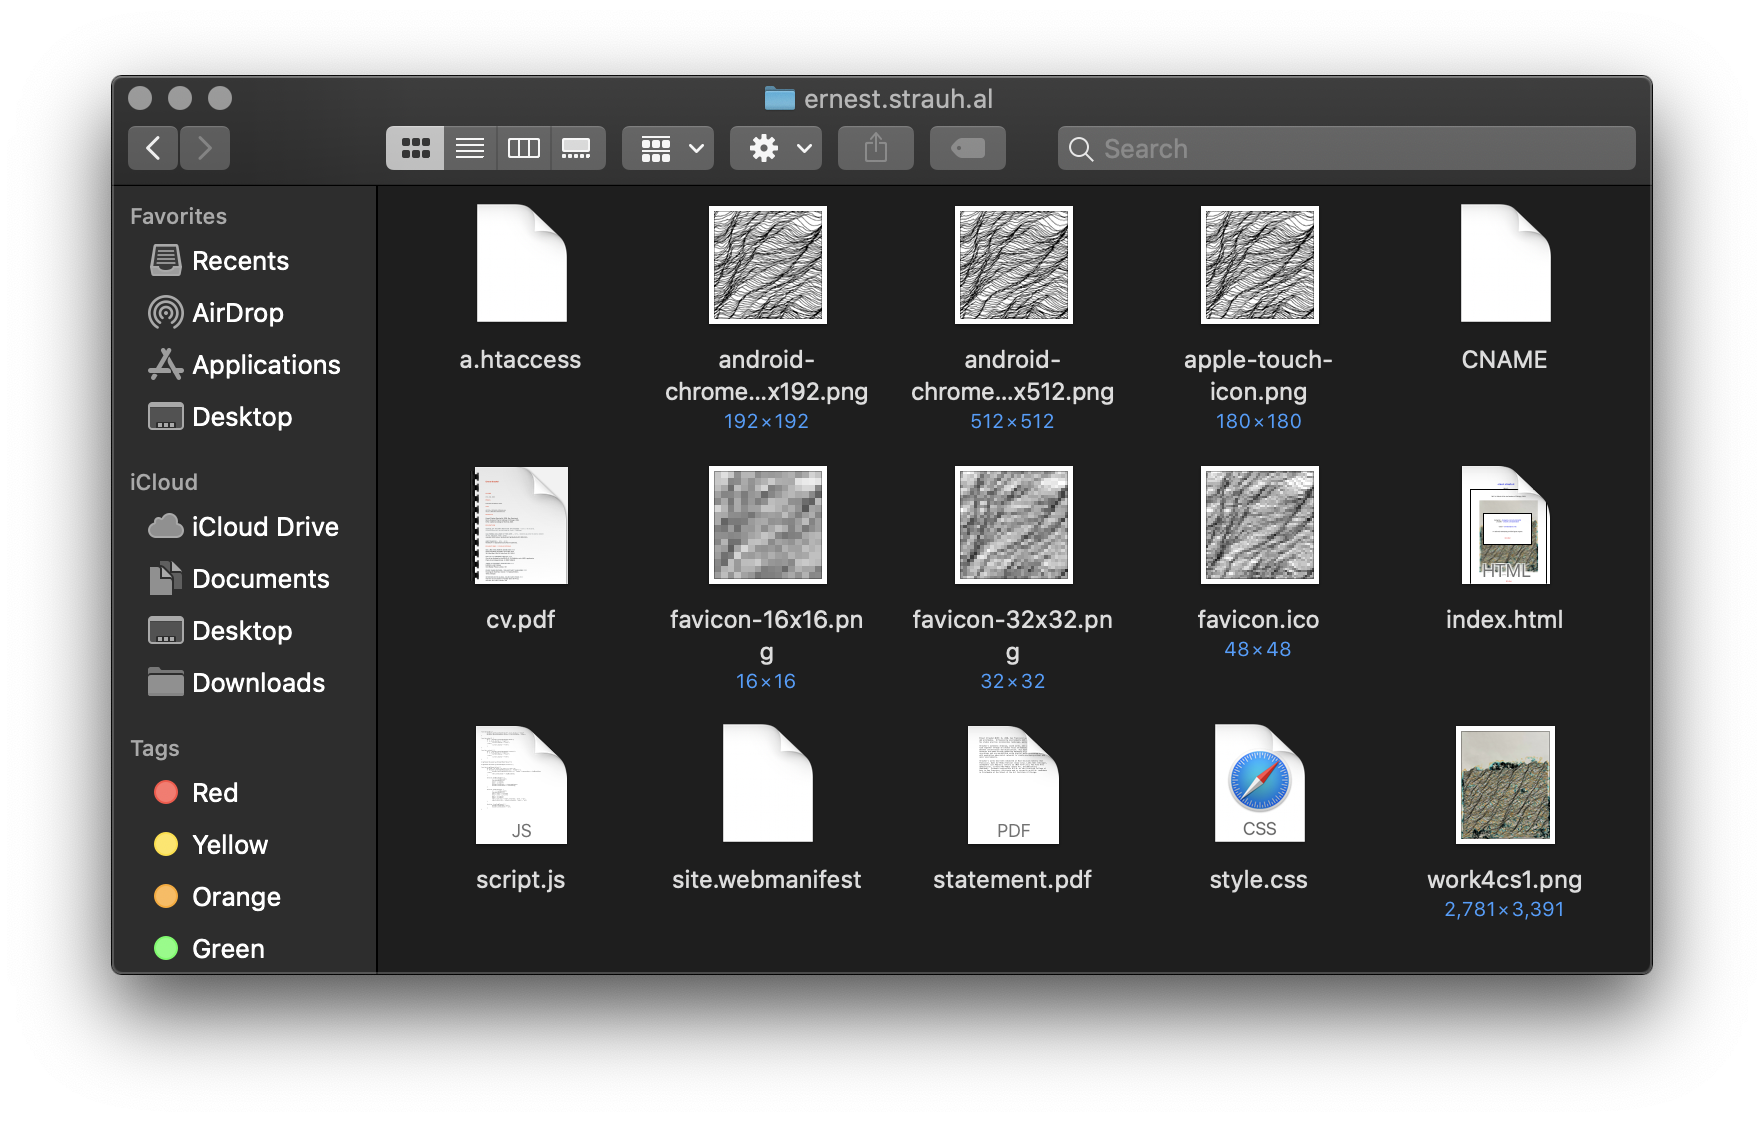 ernest.strauh.al
Search
Favorites
Recents
AirDrop
Applications
Desktop
iCloud
iCloud Drive
Documents
Desktop
Downloads
Tags
Red
Yellow
Orange
Green
a.htaccess
android-
chrome...x192.png
192×192
android-
chrome...x512.png
512×512
apple-touch-
icon.png
180×180
CNAME
cv.pdf
favicon-16x16.pn
g
16×16
favicon-32x32.pn
g
32×32
favicon.ico
48×48
HTML
index.html
JS
script.js
site.webmanifest
PDF
statement.pdf
CSS
style.css
work4cs1.png
2,781×3,391